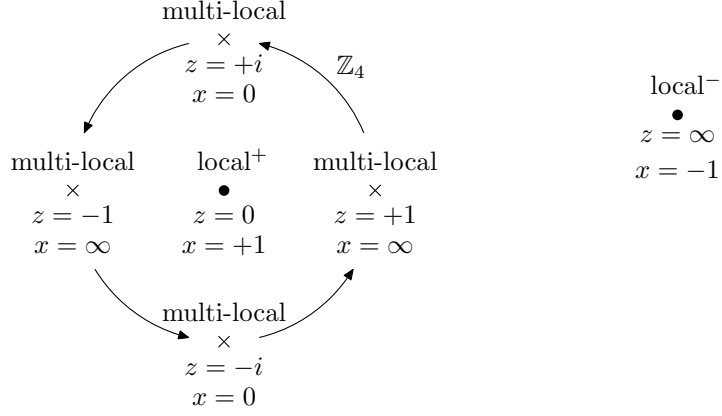 multi-local
×
z = +i
x = 0
ℤ₄
local⁻
•
z = ∞
x = −1
multi-local
×
z = −1
x = ∞
local⁺
•
z = 0
x = +1
multi-local
×
z = +1
x = ∞
multi-local
×
z = −i
x = 0